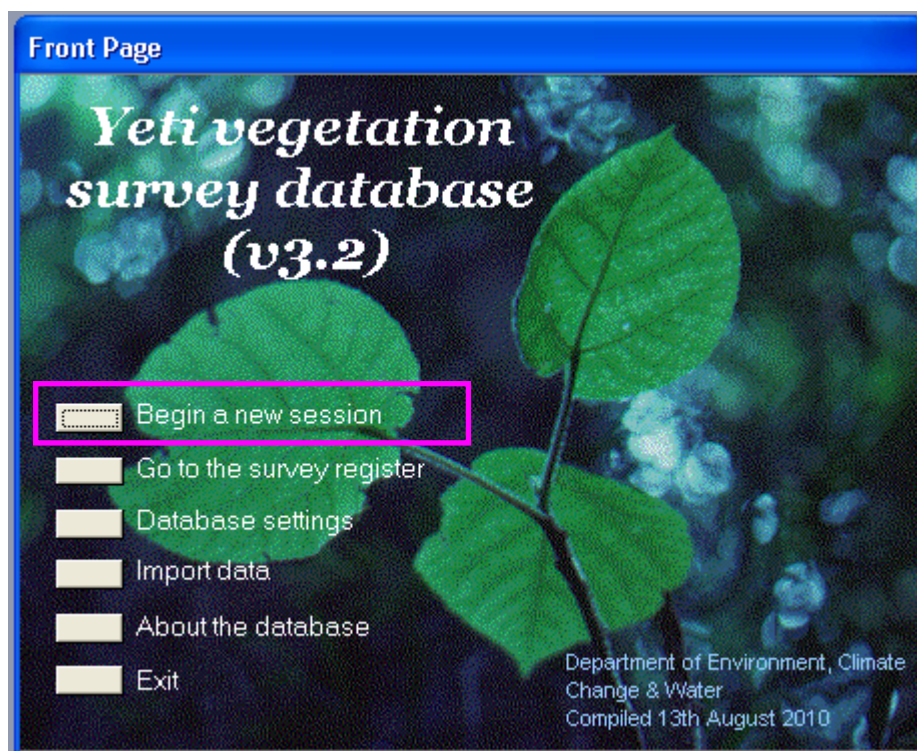 Front Page
Yeti vegetation
survey database
(v3.2)
Begin a new session
Go to the survey register
Database settings
Import data
About the database
Exit
Department of Environment, Climate
Change & Water
Compiled 13th August 2010